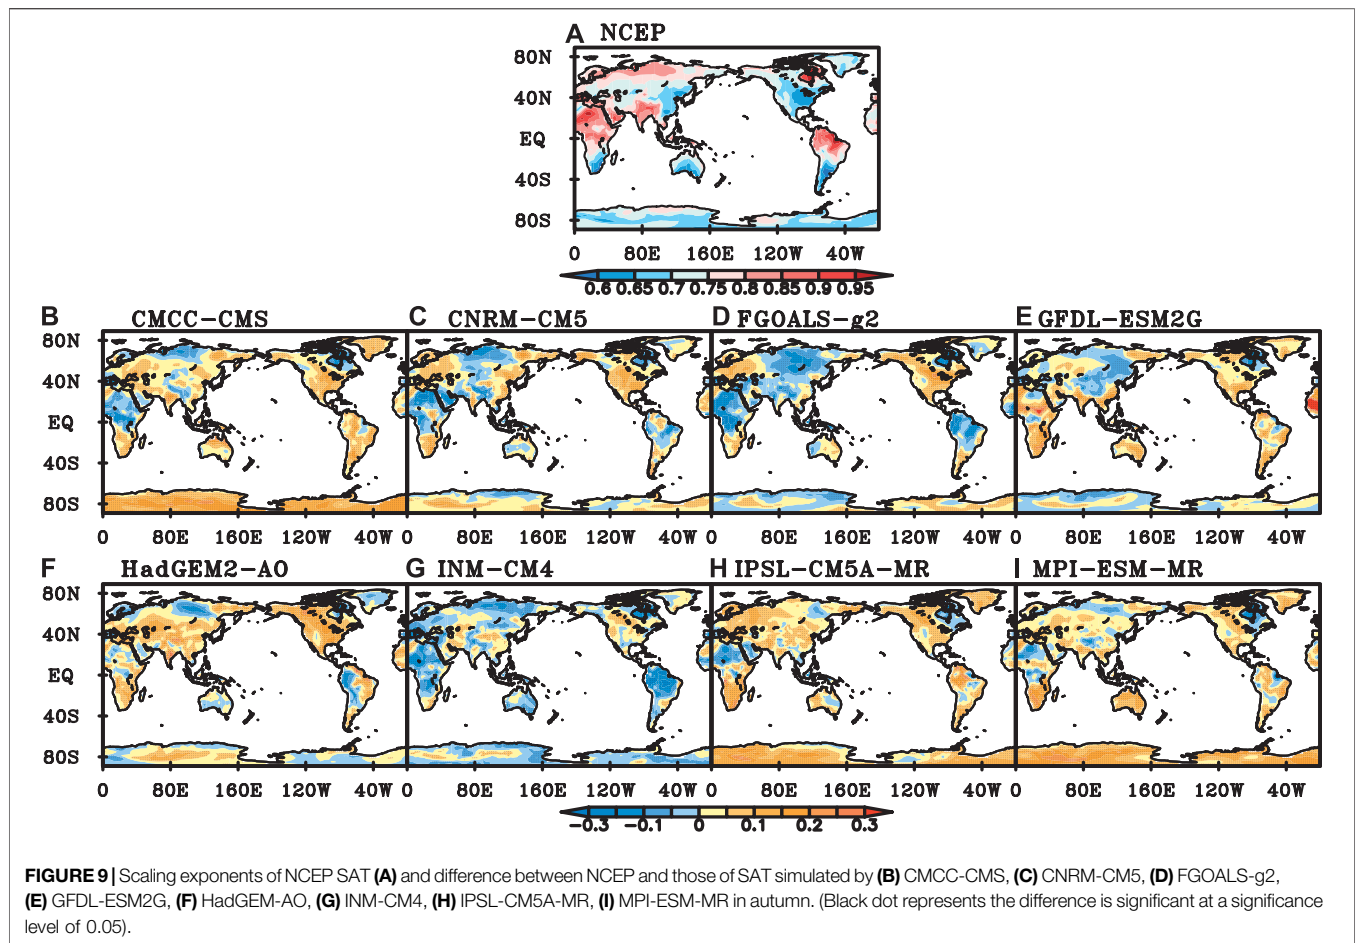 A NCEP
80N
40N
EQ
40S
80S
0 80E 160E 120W 40W
0.6 0.65 0.7 0.75 0.8 0.85 0.9 0.95
B CMCC-CMS
C CNRM-CM5
D FGOALS-g2
E GFDL-ESM2G
80N
40N
EQ
40S
80S
0 80E 160E 120W 40W 0 80E 160E 120W 40W 0 80E 160E 120W 40W 0 80E 160E 120W 40W
F HadGEM2-AO
G INM-CM4
H IPSL-CM5A-MR
I MPI-ESM-MR
80N
40N
EQ
40S
80S
0 80E 160E 120W 40W 0 80E 160E 120W 40W 0 80E 160E 120W 40W 0 80E 160E 120W 40W
-0.3 -0.1 0 0.1 0.2 0.3
FIGURE 9 | Scaling exponents of NCEP SAT (A) and difference between NCEP and those of SAT simulated by (B) CMCC-CMS, (C) CNRM-CM5, (D) FGOALS-g2,
(E) GFDL-ESM2G, (F) HadGEM-AO, (G) INM-CM4, (H) IPSL-CM5A-MR, (I) MPI-ESM-MR in autumn. (Black dot represents the difference is significant at a significance
level of 0.05).